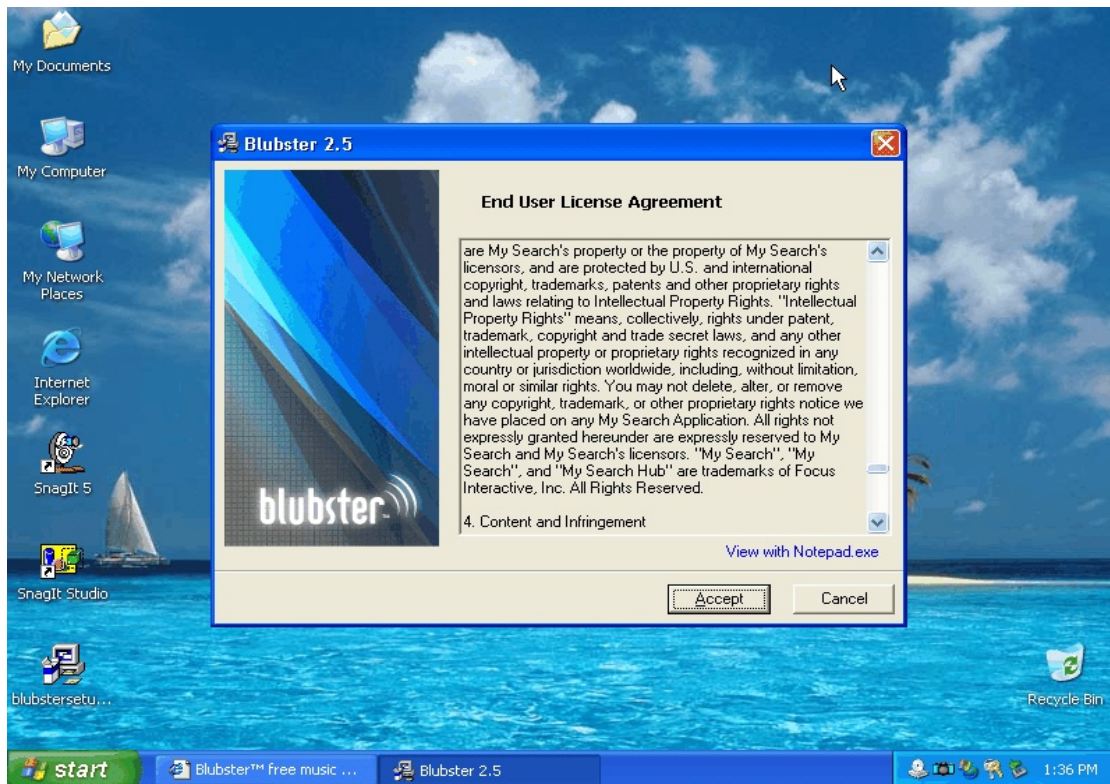 My Documents
My Computer
My Network
Places
Internet
Explorer
SnagIt 5
SnagIt Studio
blubstersetu...
Blubster 2.5
blubster
End User License Agreement
are My Search's property or the property of My Search's
licensors, and are protected by U.S. and international
copyright, trademarks, patents and other proprietary rights
and laws relating to Intellectual Property Rights. "Intellectual
Property Rights" means, collectively, rights under patent,
trademark, copyright and trade secret laws, and any other
intellectual property or proprietary rights recognized in any
country or jurisdiction worldwide, including, without limitation,
moral or similar rights. You may not delete, alter, or remove
any copyright, trademark, or other proprietary rights notice we
have placed on any My Search Application. All rights not
expressly granted hereunder are expressly reserved to My
Search and My Search's licensors. "My Search", "My
Search", and "My Search Hub" are trademarks of Focus
Interactive, Inc. All Rights Reserved.
4. Content and Infringement
View with Notepad.exe
Accept
Cancel
Recycle Bin
start
Blubster™ free music ...
Blubster 2.5
1:36 PM